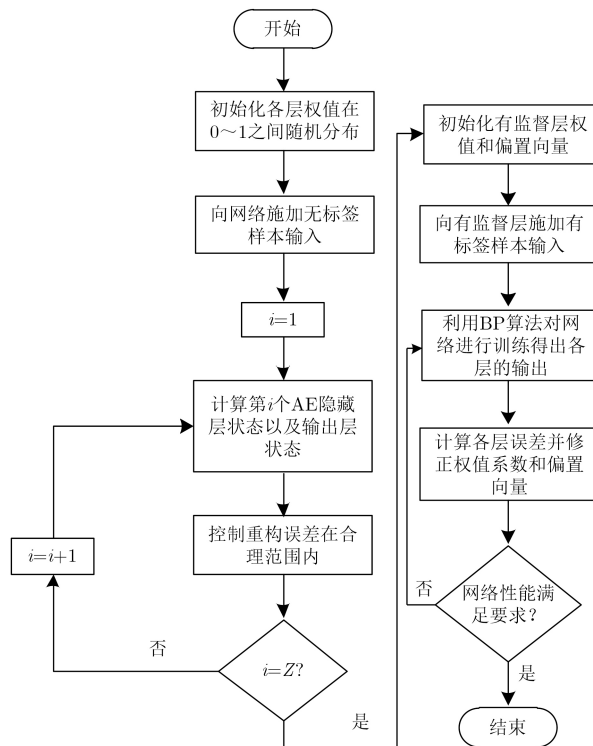 开始
初始化各层权值在
0～1之间随机分布
向网络施加无标签
样本输入
i=1
计算第i个AE隐藏
层状态以及输出层
状态
控制重构误差在合
理范围内
i=i+1
否
i=Z?
是
初始化有监督层权
值和偏置向量
向有监督层施加有
标签样本输入
利用BP算法对网
络进行训练得出各
层的输出
计算各层误差并修
正权值系数和偏置
向量
否
网络性能满
足要求？
是
结束